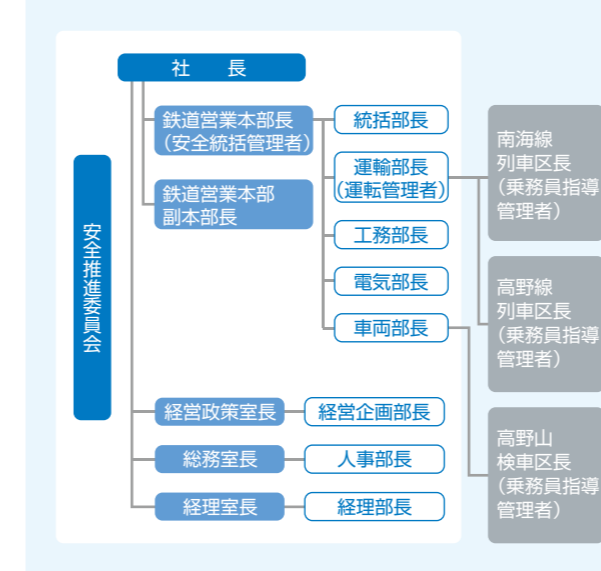 社長
安全推進委員会
鉄道営業本部長
（安全統括管理者）
鉄道営業本部
副本部長
統括部長
運輸部長
（運転管理者）
工務部長
電気部長
車両部長
南海線
列車区長
（乗務員指導
管理者）
高野線
列車区長
（乗務員指導
管理者）
高野山
検車区長
（乗務員指導
管理者）
経営政策室長
経営企画部長
総務室長
人事部長
経理室長
経理部長